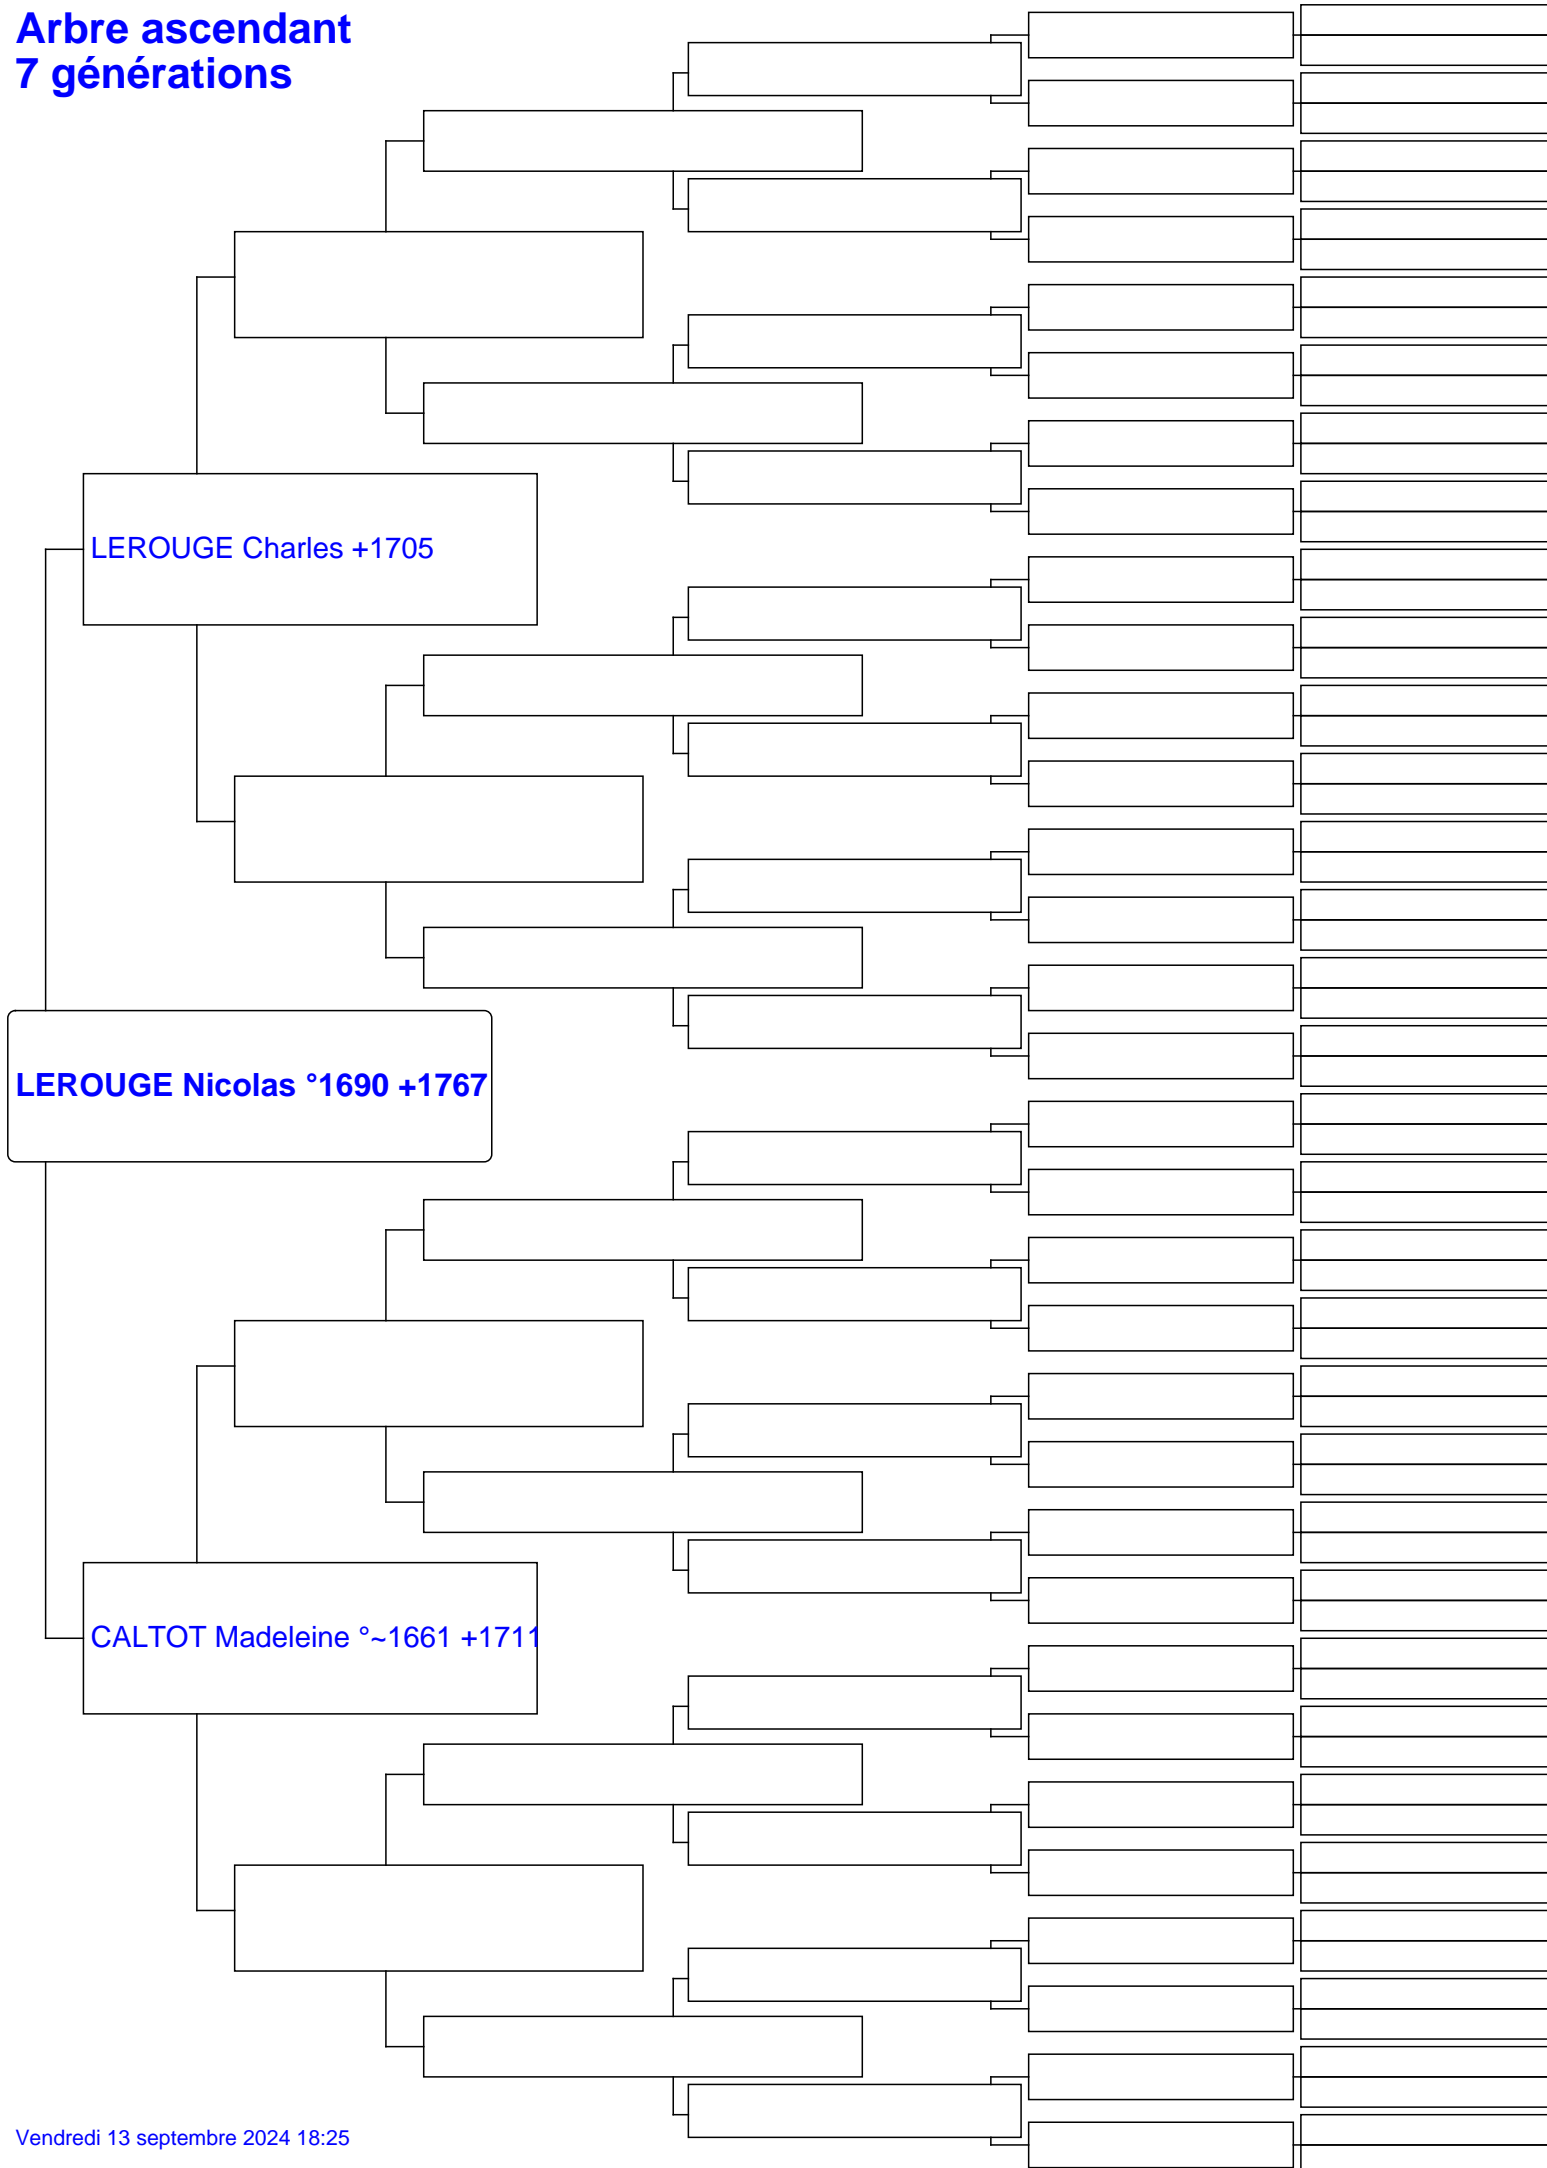 Arbre ascendant
7 générations
LEROUGE Charles +1705
LEROUGE Nicolas °1690 +1767
CALTOT Madeleine °~1661 +1711
Vendredi 13 septembre 2024 18:25